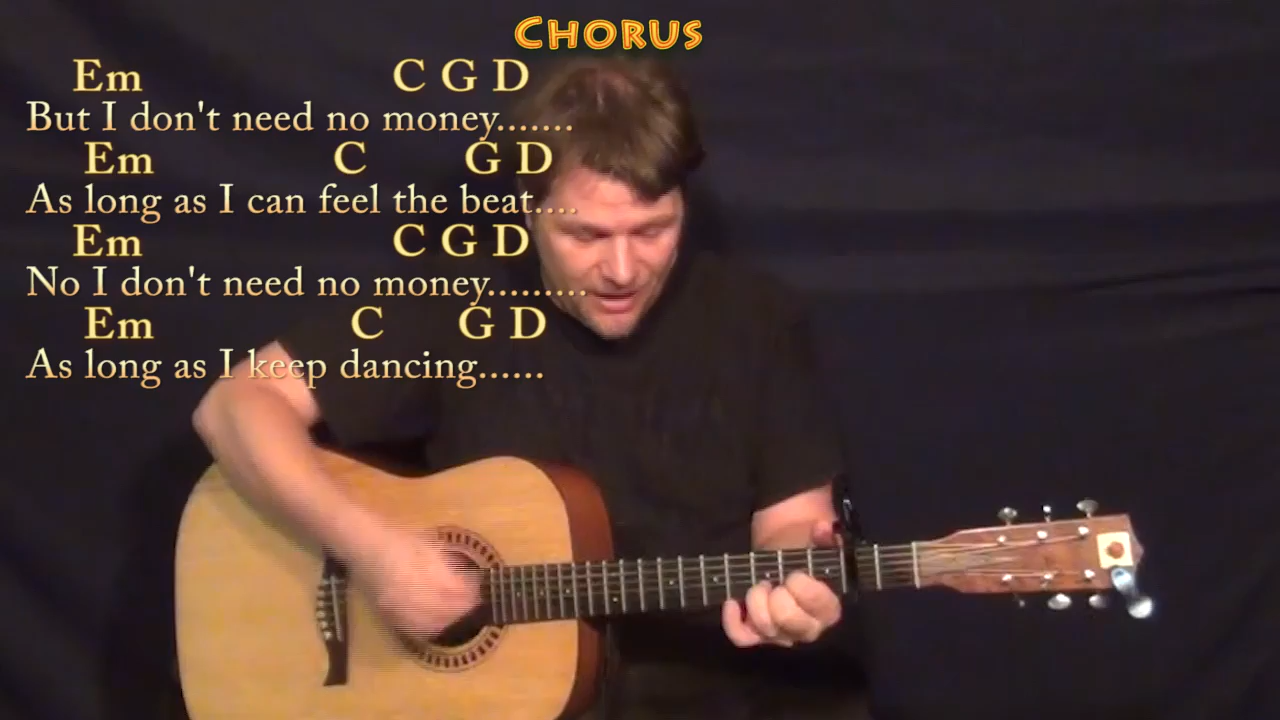 CHORUS
Em C G D
But I don't need no money.......
Em C G D
As long as I can feel the beat....
Em C G D
No I don't need no money.........
Em C G D
As long as I keep dancing......